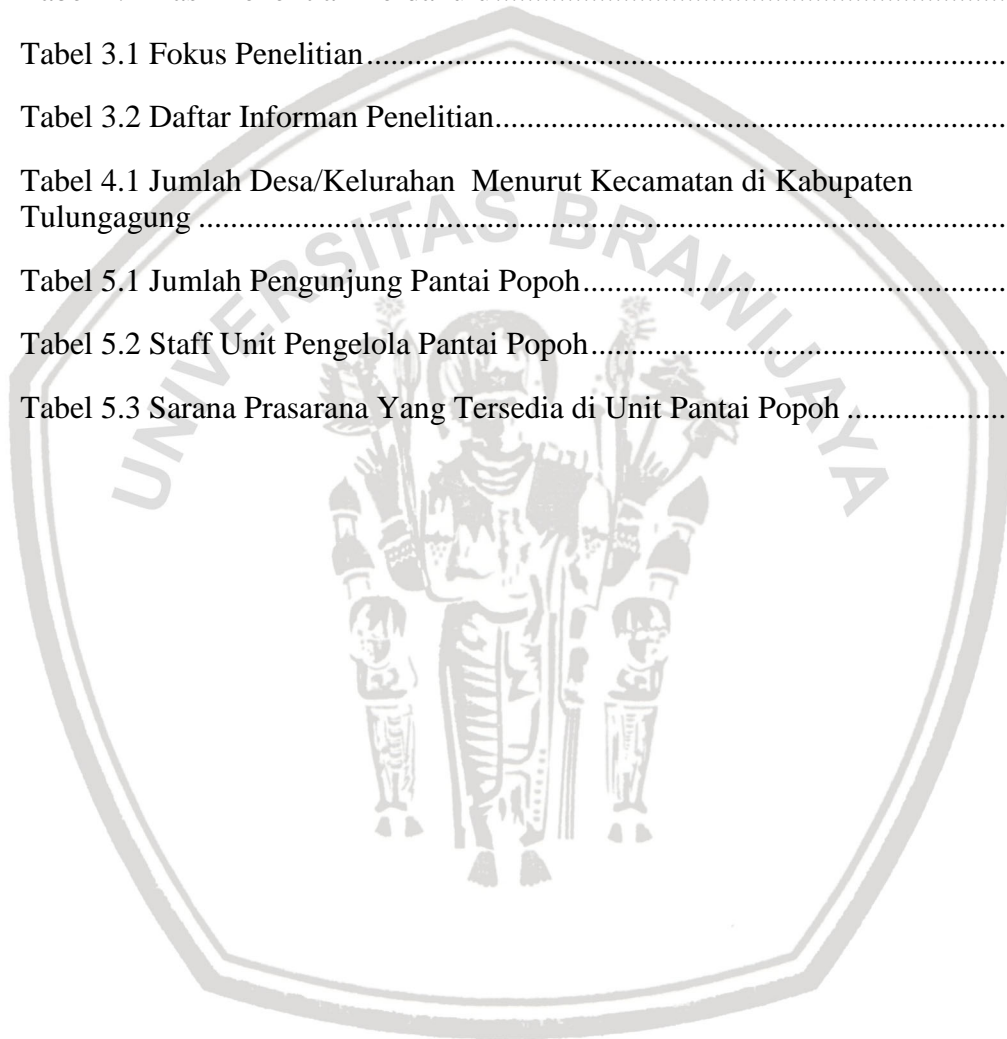 Tabel 3.1 Fokus Penelitian................................................................................
Tabel 3.2 Daftar Informan Penelitian................................................................
Tabel 4.1 Jumlah Desa/Kelurahan  Menurut Kecamatan di Kabupaten
Tulungagung ....................................................................................................
Tabel 5.1 Jumlah Pengunjung Pantai Popoh.....................................................
Tabel 5.2 Staff Unit Pengelola Pantai Popoh....................................................
Tabel 5.3 Sarana Prasarana Yang Tersedia di Unit Pantai Popoh ....................
UNIVERSITAS BRAWIJAYA